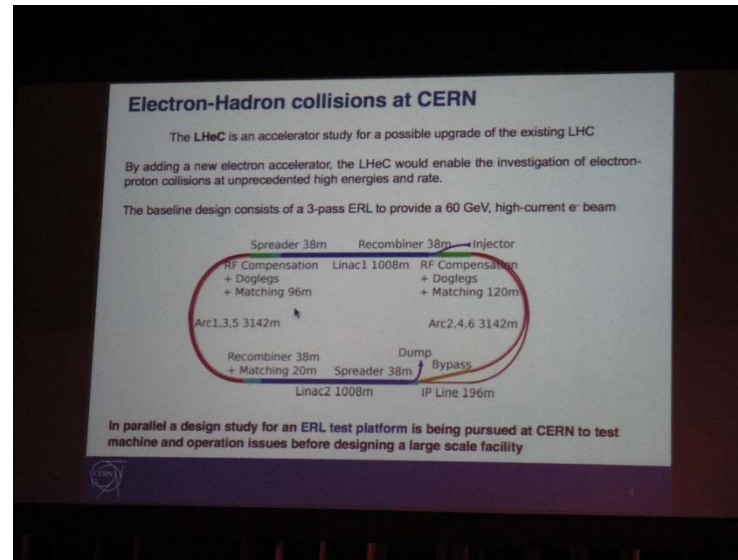 Electron-Hadron collisions at CERN
The LHeC is an accelerator study for a possible upgrade of the existing LHC
By adding a new electron accelerator, the LHeC would enable the investigation of electron-
proton collisions at unprecedented high energies and rate.
The baseline design consists of a 3-pass ERL to provide a 60 GeV, high-current e- beam
Spreader 38m Recombiner 38m Injector
RF Compensation Linac1 1008m RF Compensation
+ Doglegs + Doglegs
+ Matching 96m + Matching 120m
Arc1,3,5 3142m Arc2,4,6 3142m
Recombiner 38m Dump
+ Matching 20m Spreader 38m Bypass
Linac2 1008m IP Line 196m
In parallel a design study for an ERL test platform is being pursued at CERN to test
machine and operation issues before designing a large scale facility
CERN